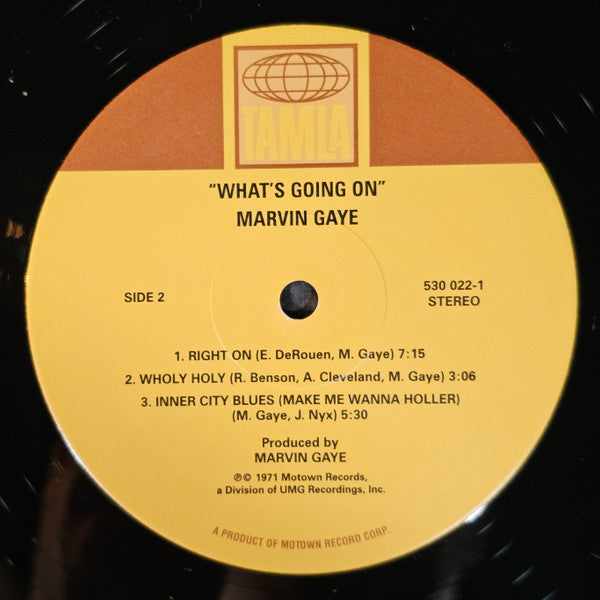 TAMLA
"WHAT'S GOING ON"
MARVIN GAYE
SIDE 2
530 022-1
STEREO
1. RIGHT ON (E. DeROUEN, M. Gaye) 7:15
2. WHOLY HOLY (R. Benson, A. Cleveland, M. Gaye) 3:06
3. INNER CITY BLUES (MAKE ME WANNA HOLLER)
(M. Gaye, J. Nyx) 5:30
Produced by
MARVIN GAYE
℗© 1971 Motown Records,
a Division of UMG Recordings, Inc.
A PRODUCT OF MOTOWN RECORD CORP.